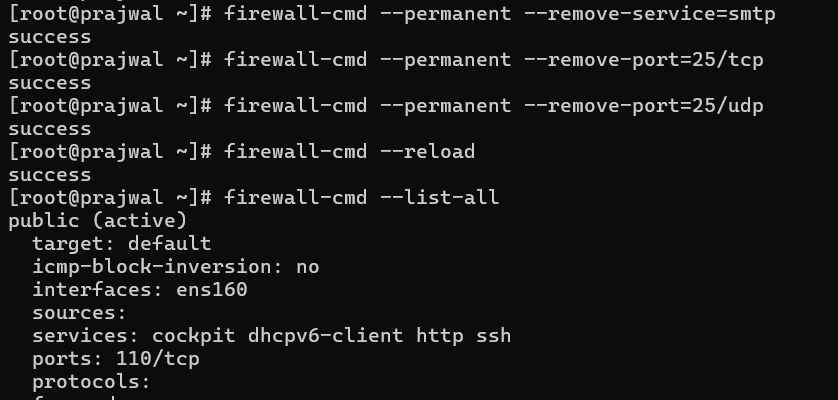 [root@prajwal ~]# firewall-cmd --permanent --remove-service=smtp
success
[root@prajwal ~]# firewall-cmd --permanent --remove-port=25/tcp
success
[root@prajwal ~]# firewall-cmd --permanent --remove-port=25/udp
success
[root@prajwal ~]# firewall-cmd --reload
success
[root@prajwal ~]# firewall-cmd --list-all
public (active)
  target: default
  icmp-block-inversion: no
  interfaces: ens160
  sources:
  services: cockpit dhcpv6-client http ssh
  ports: 110/tcp
  protocols: